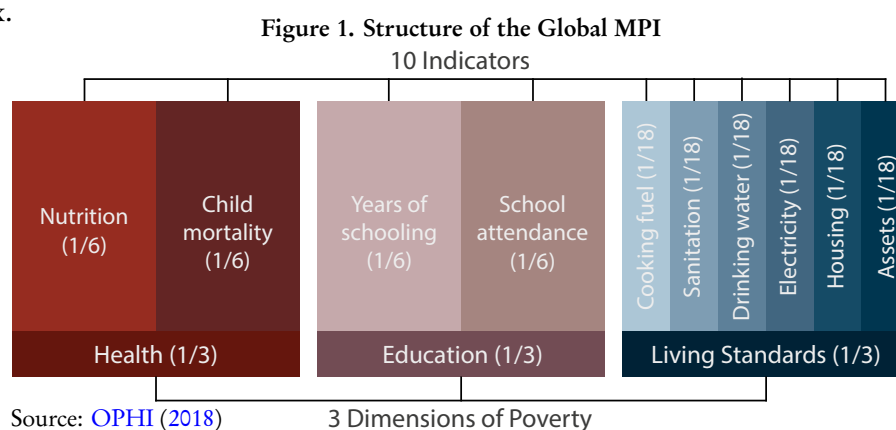 x.
Figure 1. Structure of the Global MPI
10 Indicators
Nutrition
(1/6)
Child
mortality
(1/6)
Years of
schooling
(1/6)
School
attendance
(1/6)
Cooking fuel (1/18)
Sanitation (1/18)
Drinking water (1/18)
Electricity (1/18)
Housing (1/18)
Assets (1/18)
Health (1/3)
Education (1/3)
Living Standards (1/3)
Source: OPHI (2018)
3 Dimensions of Poverty